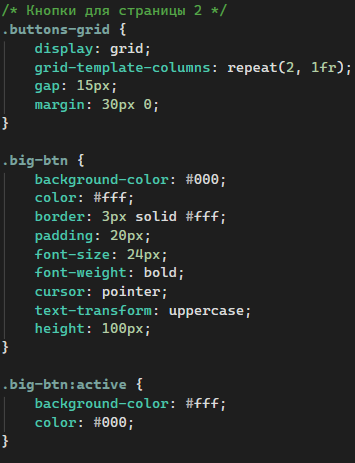 /* Кнопки для страницы 2 */
.buttons-grid {
    display: grid;
    grid-template-columns: repeat(2, 1fr);
    gap: 15px;
    margin: 30px 0;
}

.big-btn {
    background-color: #000;
    color: #fff;
    border: 3px solid #fff;
    padding: 20px;
    font-size: 24px;
    font-weight: bold;
    cursor: pointer;
    text-transform: uppercase;
    height: 100px;
}

.big-btn:active {
    background-color: #fff;
    color: #000;
}